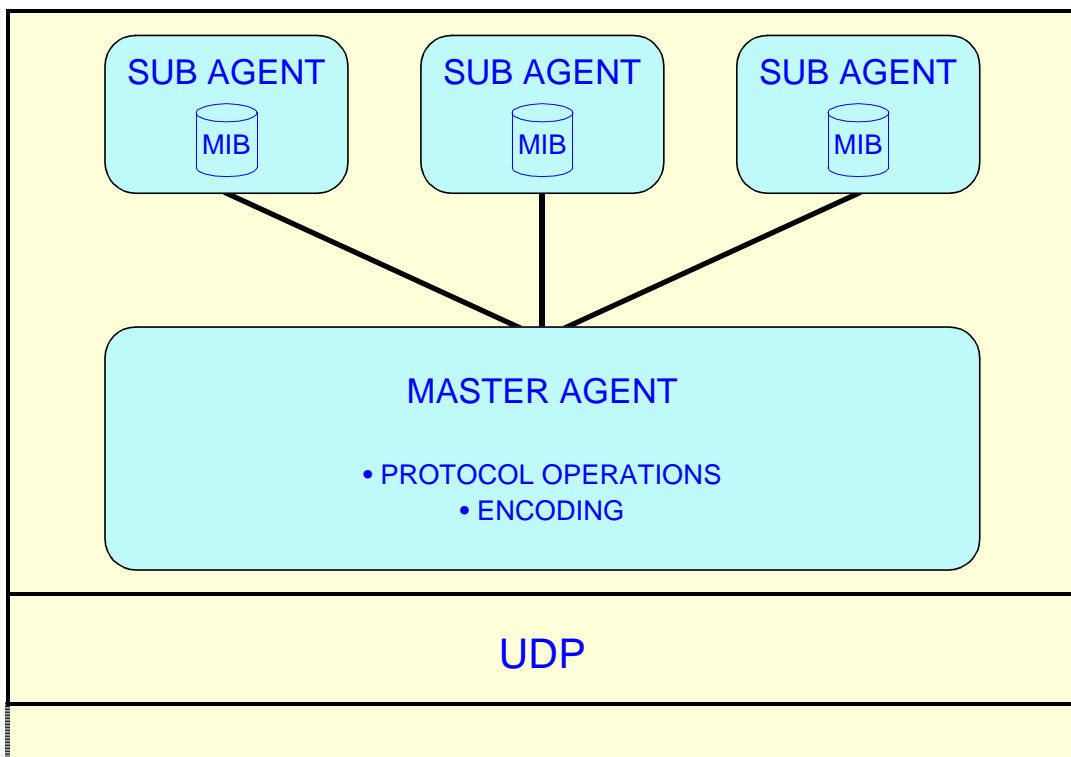 SUB AGENT
MIB
SUB AGENT
MIB
SUB AGENT
MIB
MASTER AGENT
• PROTOCOL OPERATIONS
• ENCODING
UDP